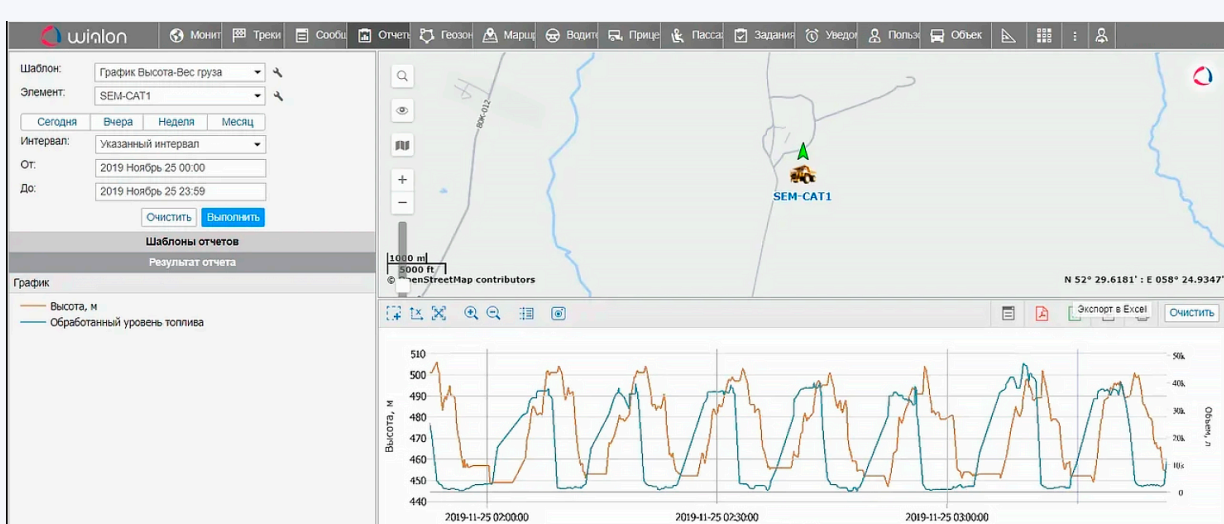 wialon
Монит
Треки
Сообщ
Отчеть
Геозон
Маршр
Водите
Прице
Пасса:
Задания
Уведог
Польз
Объек
Шаблон:
График Высота-Вес груза
Элемент:
SEM-CAT1
Сегодня
Вчера
Неделя
Месяц
Интервал:
Указанный интервал
От:
2019 Ноябрь 25 00:00
До:
2019 Ноябрь 25 23:59
Очистить
Выполнить
Шаблоны отчетов
Результат отчета
График
Высота, м
Обработанный уровень топлива
SEM-CAT1
1000 m
5000 ft
OpenStreetMap contributors
N 52° 29.6181' : E 058° 24.9347'
Экспорт в Excel
Очистить
Высота, м
510
500
490
480
470
460
450
440
50k
40k
30k
20k
10k
0
Объем, л
2019-11-25 02:00:00
2019-11-25 02:30:00
2019-11-25 03:00:00